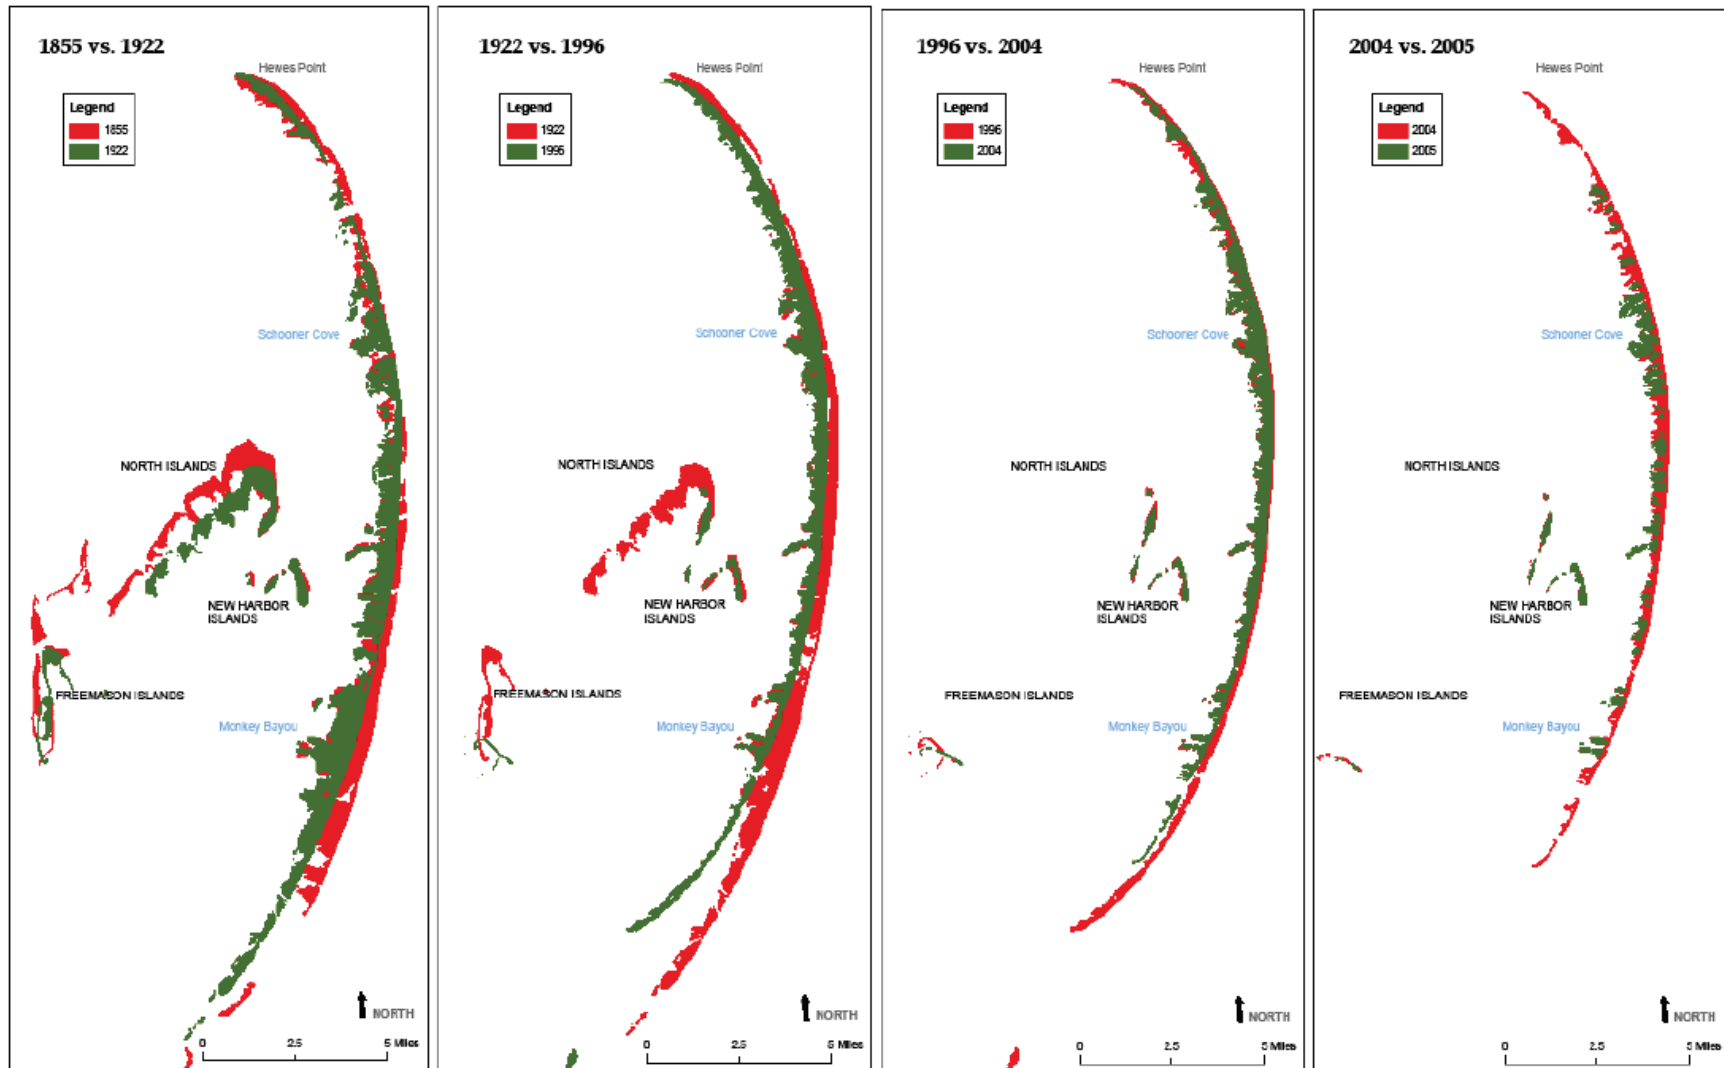 1855 vs. 1922
Hewes Point
Legend
1855
1922
Schooner Cove
NORTH ISLANDS
NEW HARBOR
ISLANDS
FREEMASON ISLANDS
Monkey Bayou
NORTH
0 2.5 5 Miles
1922 vs. 1996
Hewes Point
Legend
1922
1996
Schooner Cove
NORTH ISLANDS
NEW HARBOR
ISLANDS
FREEMASON ISLANDS
Monkey Bayou
NORTH
0 2.5 5 Miles
1996 vs. 2004
Hewes Point
Legend
1996
2004
Schooner Cove
NORTH ISLANDS
NEW HARBOR
ISLANDS
FREEMASON ISLANDS
Monkey Bayou
NORTH
0 2.5 5 Miles
2004 vs. 2005
Hewes Point
Legend
2004
2005
Schooner Cove
NORTH ISLANDS
NEW HARBOR
ISLANDS
FREEMASON ISLANDS
Monkey Bayou
NORTH
0 2.5 5 Miles